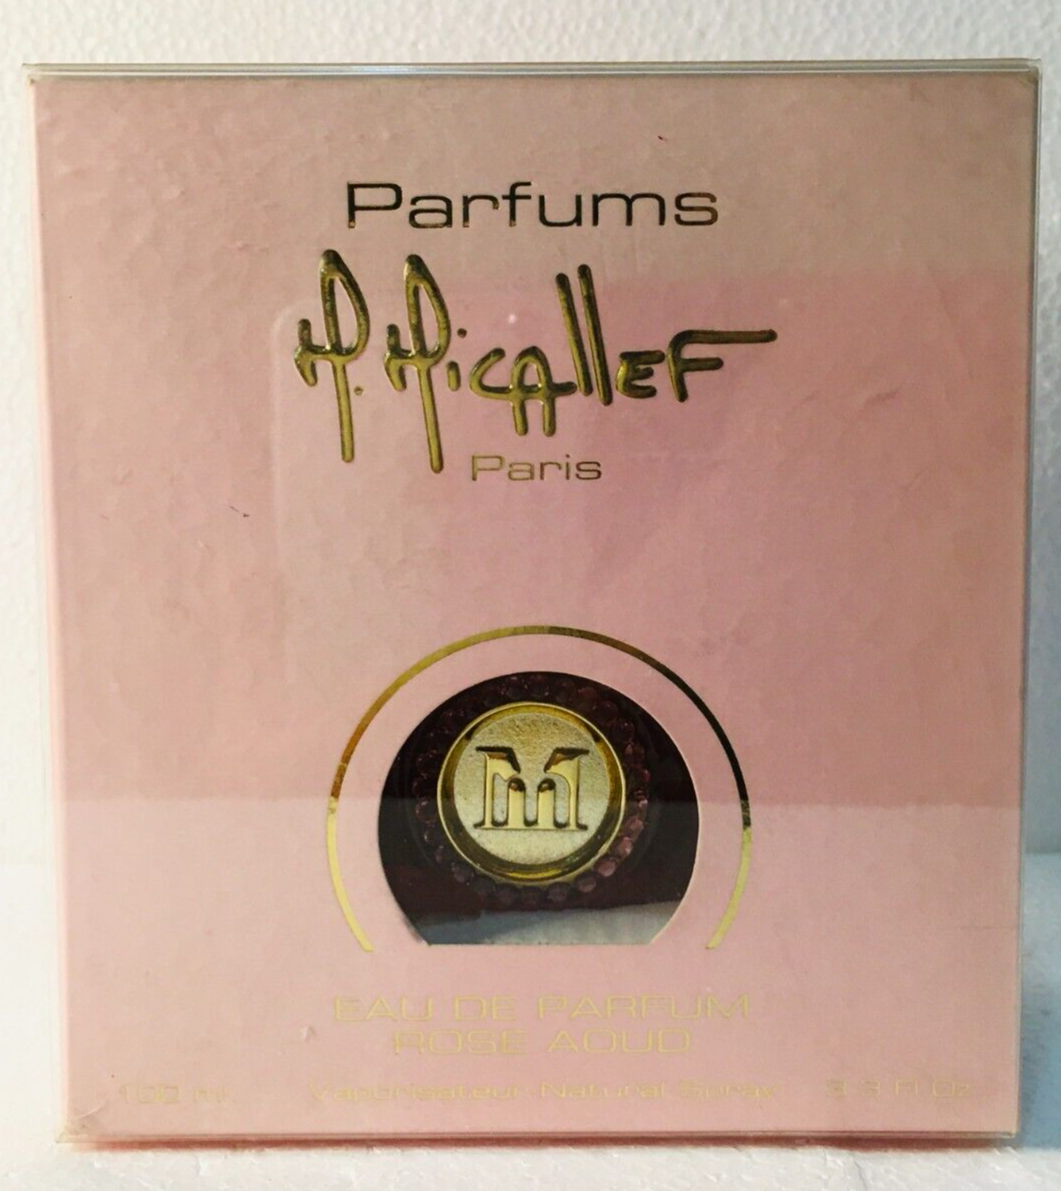 Parfums
M. Micallef
Paris
M
EAU DE PARFUM
ROSE AOUD
100 ml Vaporisateur-Natural Spray 3.3 Fl Oz